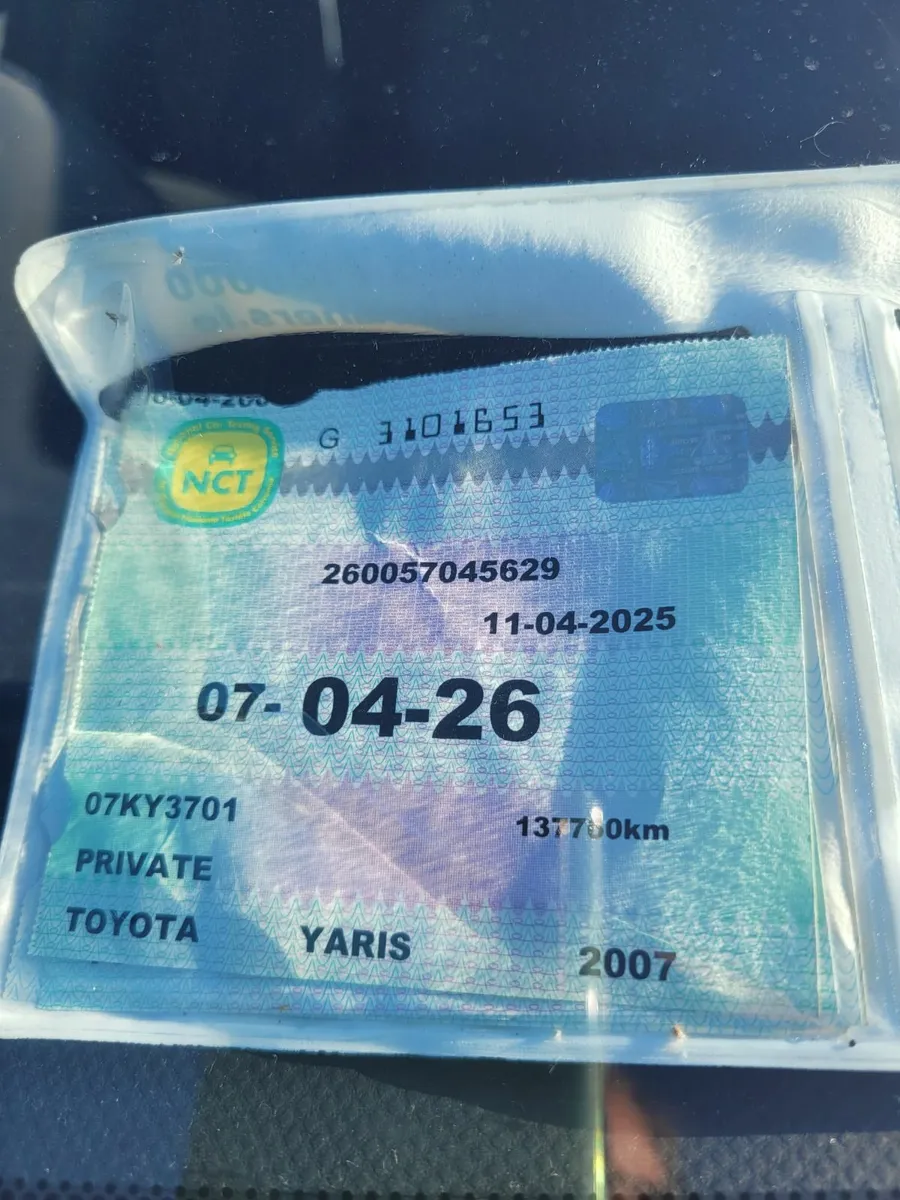 G 3101653
NCT
260057045629
11-04-2025
07-04-26
07KY3701
PRIVATE
TOYOTA YARIS 2007